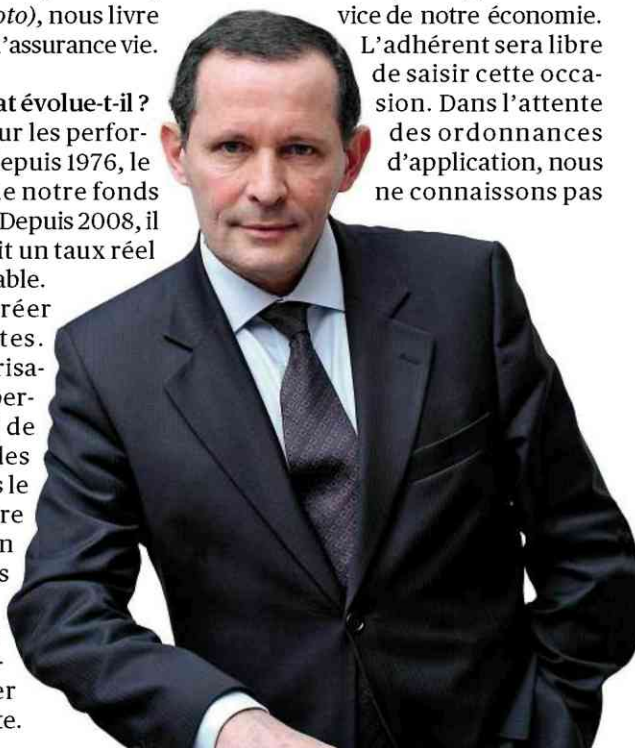 oto), nous livre
l’assurance vie.
at évolue-t-il ?
ur les perfor-
epuis 1976, le
e notre fonds
Depuis 2008, il
it un taux réel
able.
réer
tes.
risa-
per-
de
les
s le
re
n
s
-
er
te.
vice de notre économie.
L’adhérent sera libre
de saisir cette occa-
sion. Dans l’attente
des ordonnances
d’application, nous
ne connaissons pas